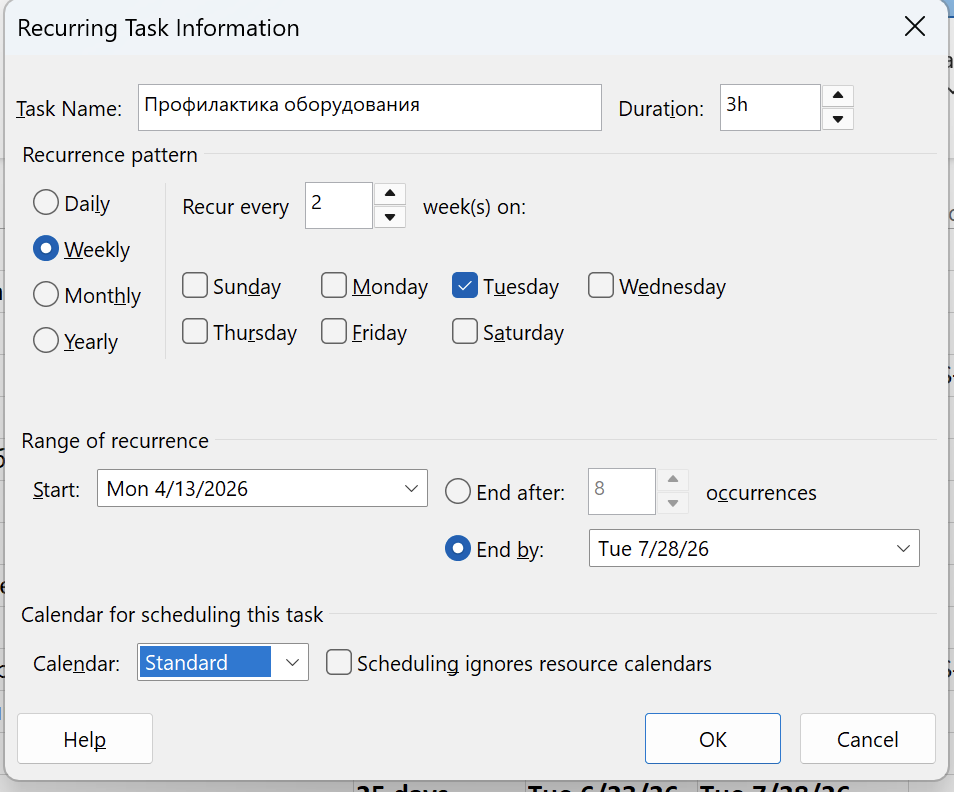 Recurring Task Information
Task Name: Профилактика оборудования Duration: 3h
Recurrence pattern
Daily Recur every 2 week(s) on:
Weekly
Sunday Monday Tuesday Wednesday
Monthly
Thursday Friday Saturday
Yearly
Range of recurrence
Start: Mon 4/13/2026 End after: 8 occurrences
End by: Tue 7/28/26
Calendar for scheduling this task
Calendar: Standard Scheduling ignores resource calendars
Help OK Cancel